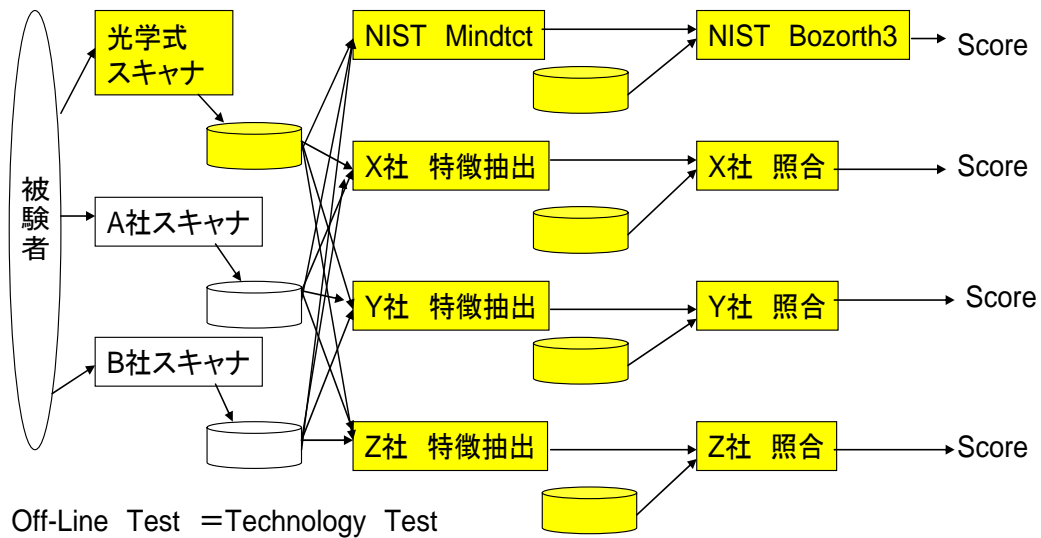 被験者
光学式
スキャナ
A社スキャナ
B社スキャナ
NIST Mindtct
NIST Bozorth3
Score
X社 特徴抽出
X社 照合
Score
Y社 特徴抽出
Y社 照合
Score
Z社 特徴抽出
Z社 照合
Score
Off-Line Test ＝Technology Test